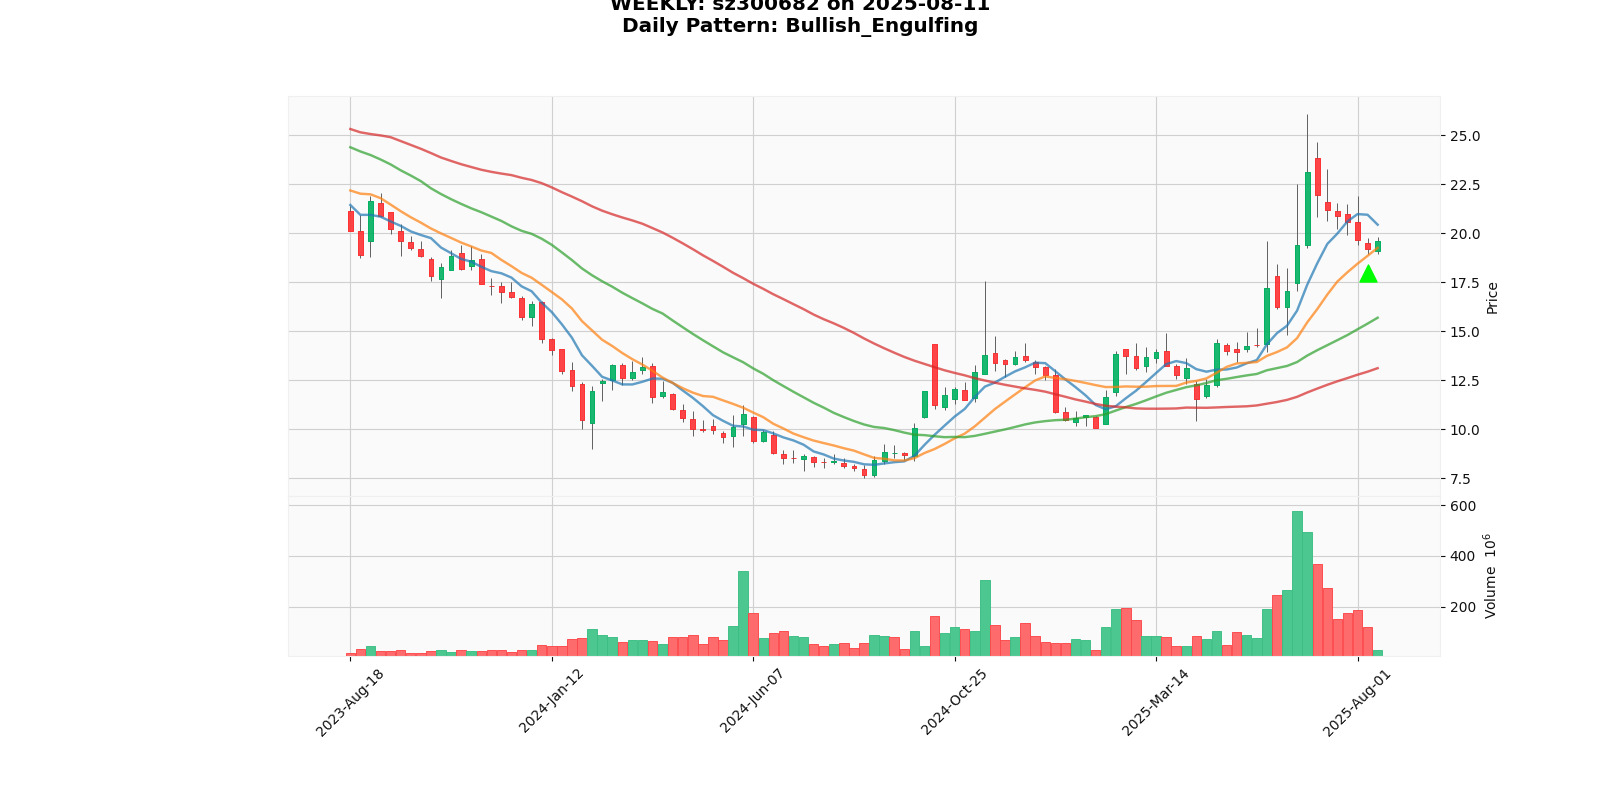 WEEKLY: sz300682 on 2025-08-11
Daily Pattern: Bullish_Engulfing
25.0
22.5
20.0
17.5
15.0
12.5
10.0
7.5
Price
600
400
200
Volume 10^6
2023-Aug-18
2024-Jan-12
2024-Jun-07
2024-Oct-25
2025-Mar-14
2025-Aug-01